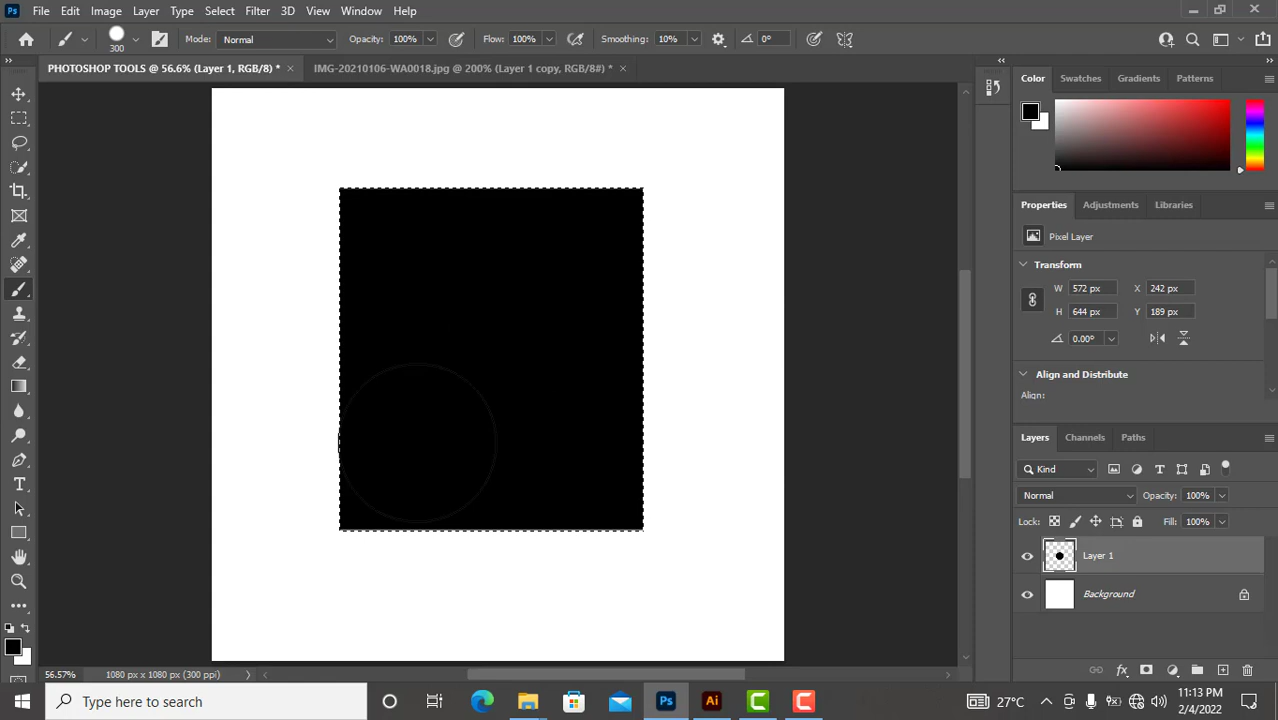 Ps File Edit Image Layer Type Select Filter 3D View Window Help
300 Mode: Normal Opacity: 100% Flow: 100% Smoothing: 10% 0°
PHOTOSHOP TOOLS @ 56.6% (Layer 1, RGB/8) * × IMG-20210106-WA0018.jpg @ 200% (Layer 1 copy, RGB/8#) * ×
Color Swatches Gradients Patterns
Properties Adjustments Libraries
Pixel Layer
Transform
W 572 px X 242 px
H 644 px Y 189 px
0.00°
Align and Distribute
Align:
Layers Channels Paths
Kind
Normal Opacity: 100%
Lock: Fill: 100%
Layer 1
Background
56.57% 1080 px x 1080 px (300 ppi)
Type here to search Ps Ai 27°C 11:13 PM
2/4/2022